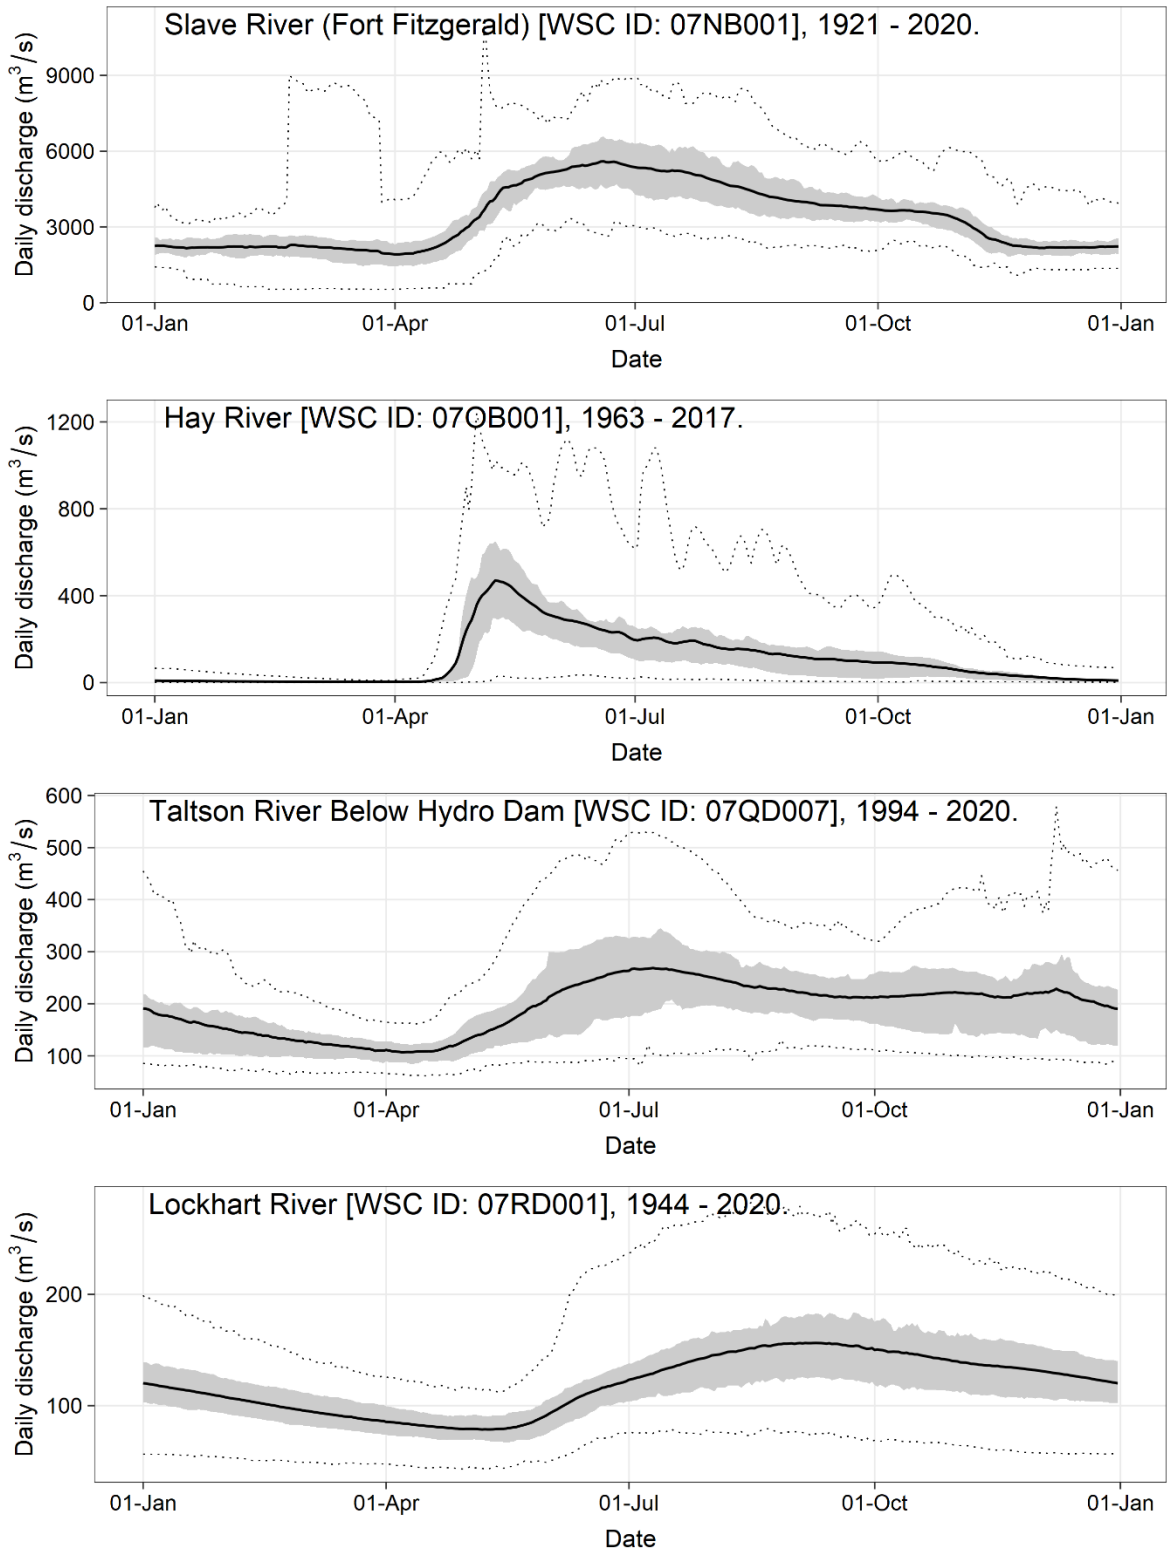 Slave River (Fort Fitzgerald) [WSC ID: 07NB001], 1921 - 2020.
Daily discharge (m³/s)
9000
6000
3000
0
01-Jan 01-Apr 01-Jul 01-Oct 01-Jan
Date
Hay River [WSC ID: 07OB001], 1963 - 2017.
Daily discharge (m³/s)
1200
800
400
0
01-Jan 01-Apr 01-Jul 01-Oct 01-Jan
Date
Taltson River Below Hydro Dam [WSC ID: 07QD007], 1994 - 2020.
Daily discharge (m³/s)
600
500
400
300
200
100
01-Jan 01-Apr 01-Jul 01-Oct 01-Jan
Date
Lockhart River [WSC ID: 07RD001], 1944 - 2020.
Daily discharge (m³/s)
200
100
01-Jan 01-Apr 01-Jul 01-Oct 01-Jan
Date